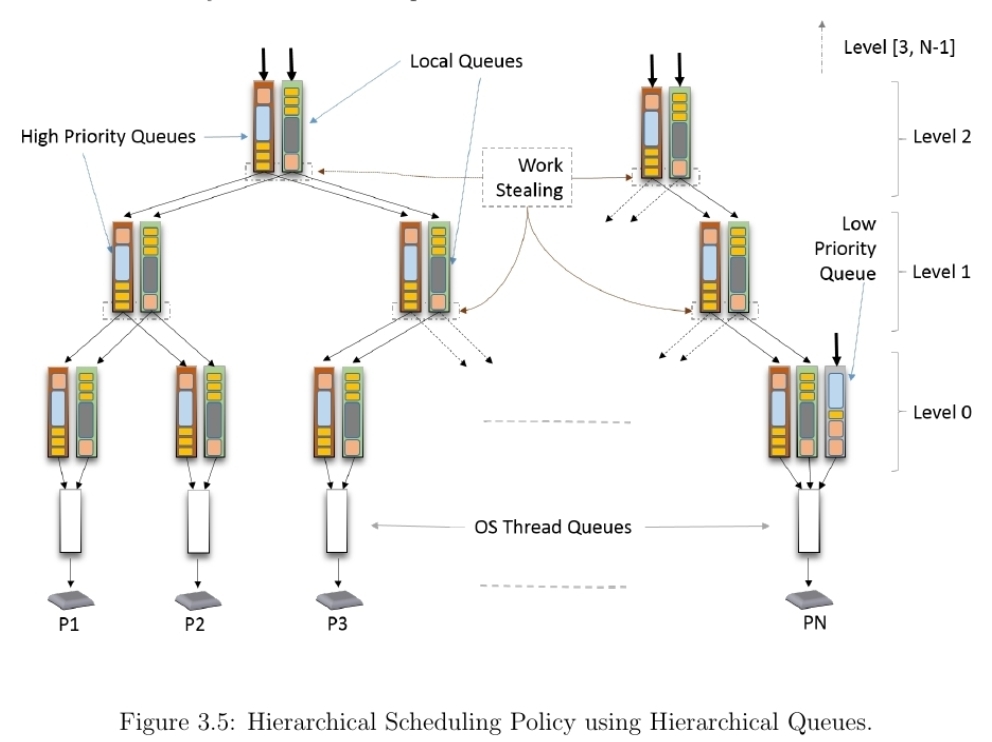 Level [3, N-1]
Local Queues
High Priority Queues
Level 2
Work
Stealing
Low
Priority
Queue
Level 1
Level 0
OS Thread Queues
P1
P2
P3
PN
Figure 3.5: Hierarchical Scheduling Policy using Hierarchical Queues.